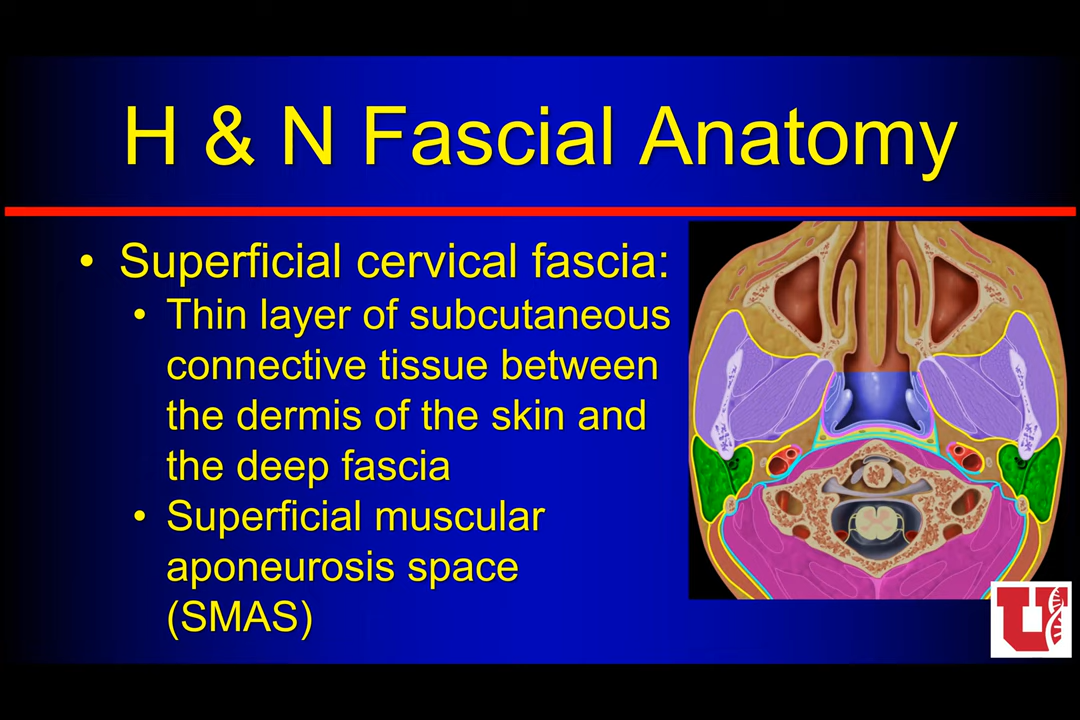 H & N Fascial Anatomy
• Superficial cervical fascia:
• Thin layer of subcutaneous
connective tissue between
the dermis of the skin and
the deep fascia
• Superficial muscular
aponeurosis space
(SMAS)
U